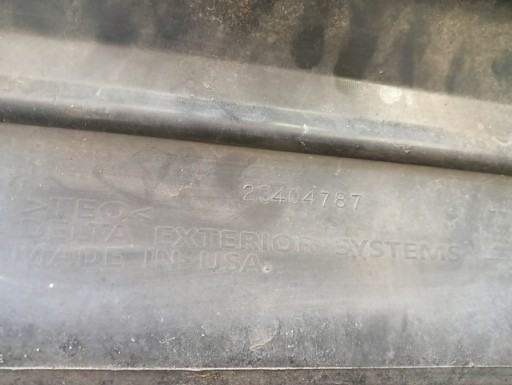 23404787
>TEO<
DELTA EXTERIOR SYSTEMS
MADE IN USA